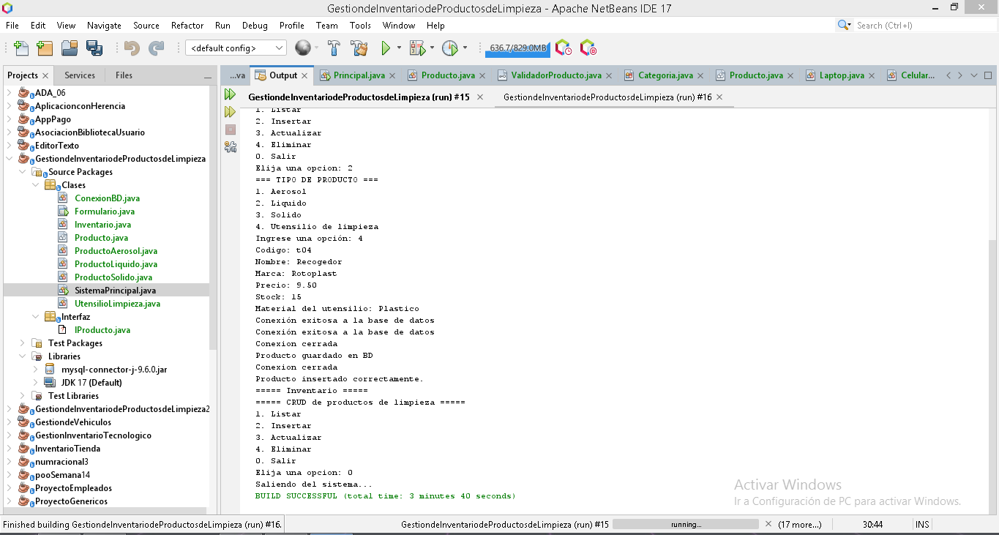 GestiondeInventariodeProductosdeLimpieza - Apache NetBeans IDE 17
File Edit View Navigate Source Refactor Run Debug Profile Team Tools Window Help
Search (Ctrl+I)
<default config>
636.7/829.0MB
Projects Services Files
...va Output Principal.java Producto.java ValidadorProducto.java Categoria.java Producto.java Laptop.java Celular...
GestiondeInventariodeProductosdeLimpieza (run) #15 GestiondeInventariodeProductosdeLimpieza (run) #16
ADA_06
AplicacionconHerencia
AppPago
AsociacionBibliotecaUsuario
EditorTexto
GestiondeInventariodeProductosdeLimpieza
Source Packages
Clases
ConexionBD.java
Formulario.java
Inventario.java
Producto.java
ProductoAerosol.java
ProductoLiquido.java
ProductoSolido.java
SistemaPrincipal.java
UtensilioLimpieza.java
Interfaz
IProducto.java
Test Packages
Libraries
mysql-connector-j-9.6.0.jar
JDK 17 (Default)
Test Libraries
GestiondeInventariodeProductosdeLimpieza2
GestiondeVehiculos
GestionInventarioTecnologico
InventarioTienda
numracional3
pooSemana14
ProyectoEmpleados
ProyectoGenericos
1. Listar
2. Insertar
3. Actualizar
4. Eliminar
0. Salir
Elija una opcion: 2
=== TIPO DE PRODUCTO ===
1. Aerosol
2. Liquido
3. Solido
4. Utensilio de limpieza
Ingrese una opción: 4
Codigo: t04
Nombre: Recogedor
Marca: Rotoplast
Precio: 9.50
Stock: 15
Material del utensilio: Plastico
Conexión exitosa a la base de datos
Conexión exitosa a la base de datos
Conexion cerrada
Producto guardado en BD
Conexion cerrada
Producto insertado correctamente.
===== Inventario =====
===== CRUD de productos de limpieza =====
1. Listar
2. Insertar
3. Actualizar
4. Eliminar
0. Salir
Elija una opcion: 0
Saliendo del sistema...
BUILD SUCCESSFUL (total time: 3 minutes 40 seconds)
Activar Windows
Ir a Configuración de PC para activar Windows.
Finished building GestiondeInventariodeProductosdeLimpieza (run) #16. GestiondeInventariodeProductosdeLimpieza (run) #15 running... (17 more...) 30:44 INS